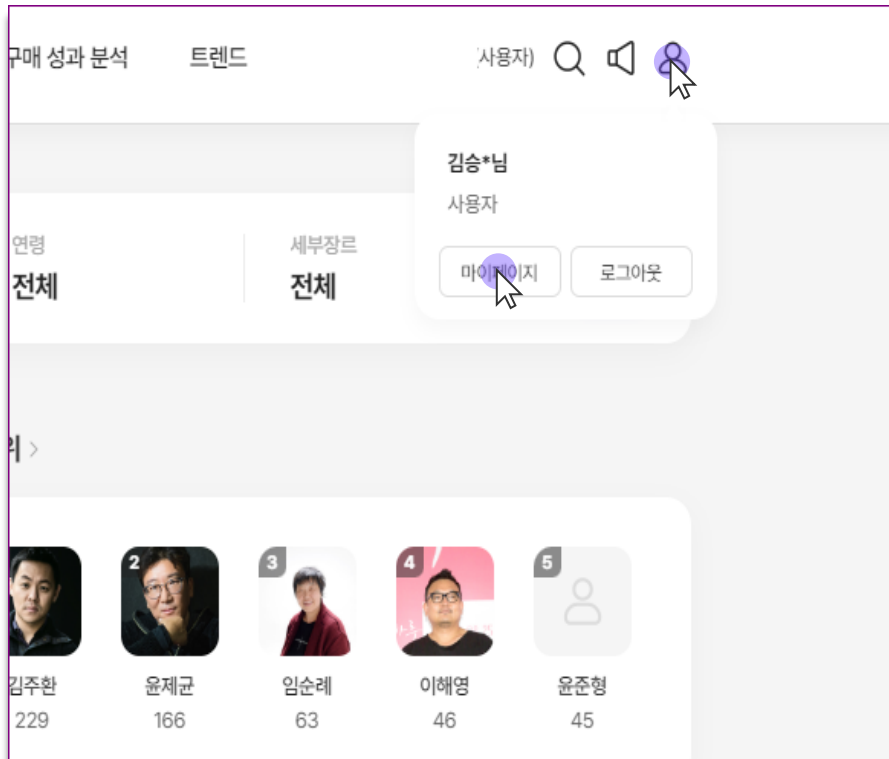 구매 성과 분석 트렌드 사용자)
김승*님
사용자
마이페이지 로그아웃
연령 세부장르
전체 전체
위 >
2 3 4 5
김주환 윤제균 임순례 이해영 윤준형
229 166 63 46 45